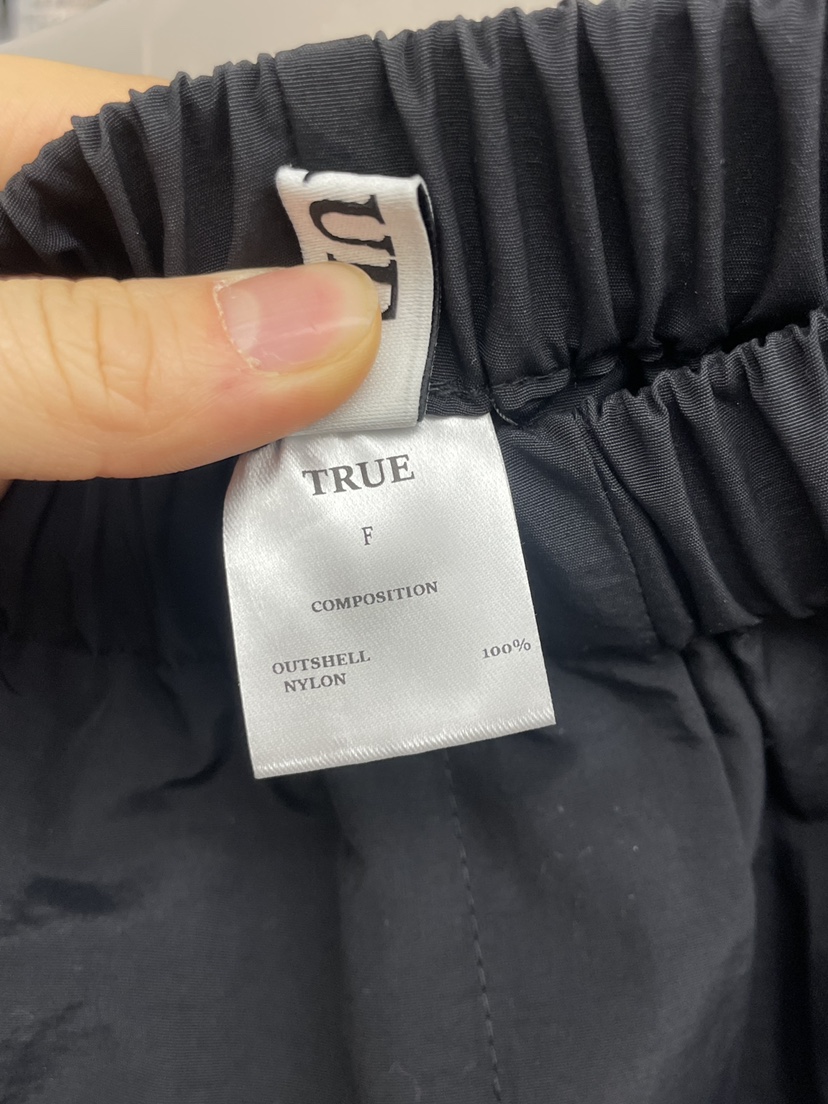 TRUE
F
COMPOSITION
OUTSHELL
NYLON 100%